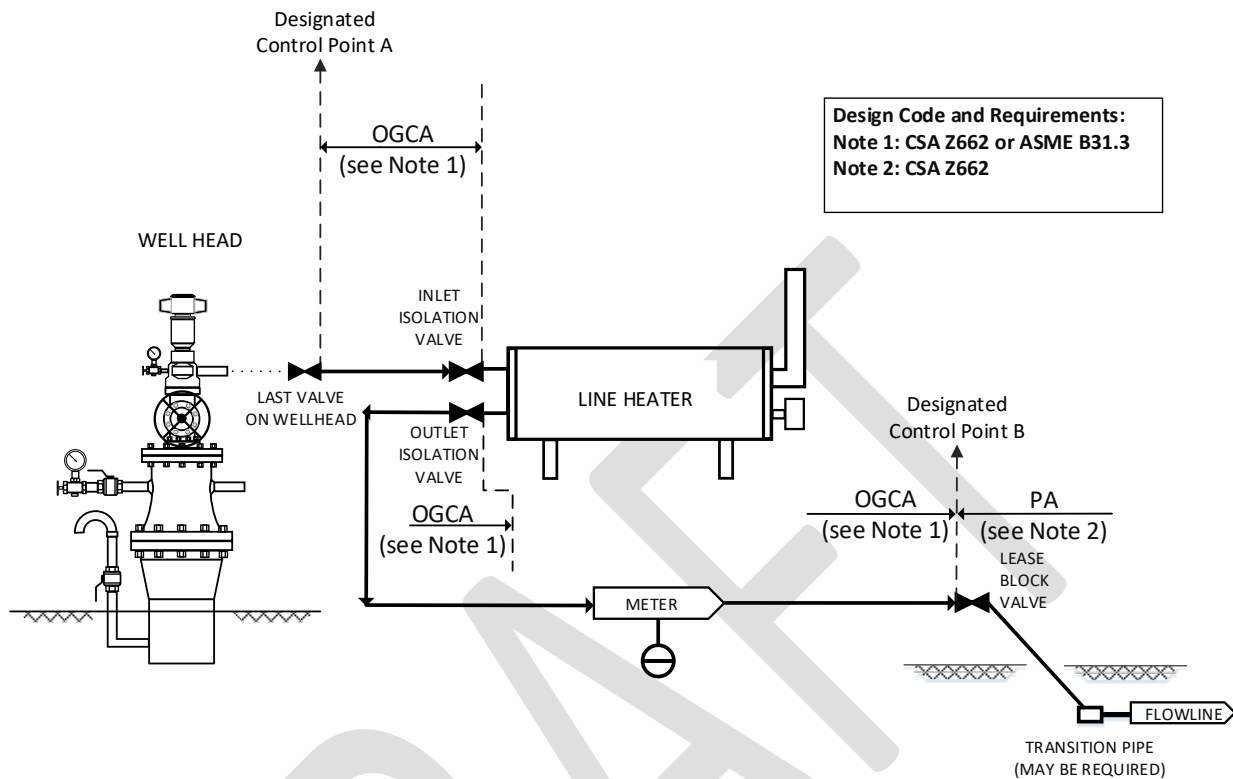 Designated
Control Point A
OGCA
(see Note 1)
Design Code and Requirements:
Note 1: CSA Z662 or ASME B31.3
Note 2: CSA Z662
WELL HEAD
INLET
ISOLATION
VALVE
LAST VALVE
ON WELLHEAD
LINE HEATER
OUTLET
ISOLATION
VALVE
Designated
Control Point B
OGCA
(see Note 1)
OGCA
(see Note 1)
PA
(see Note 2)
LEASE
BLOCK
VALVE
METER
FLOWLINE
TRANSITION PIPE
(MAY BE REQUIRED)
DRAFT